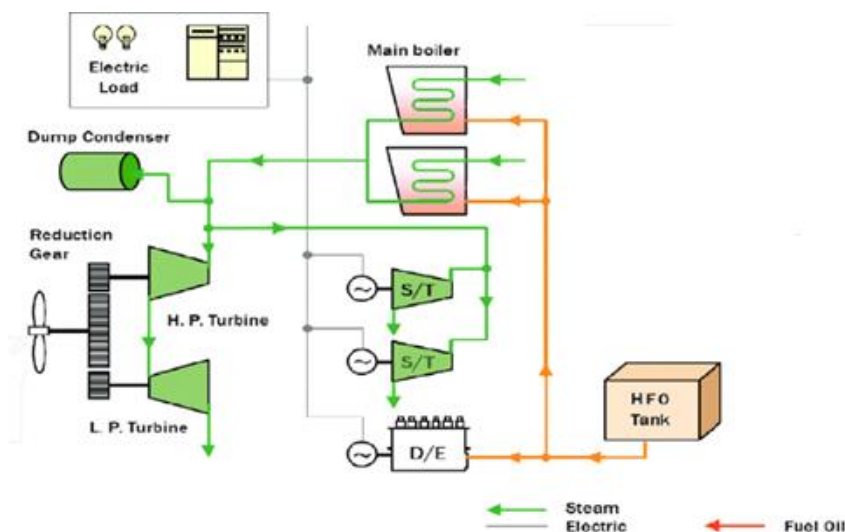 Electric
Load
Main boiler
Dump Condenser
Reduction
Gear
H. P. Turbine
L. P. Turbine
S/T
S/T
D/E
HFO
Tank
Steam
Electric
Fuel Oil